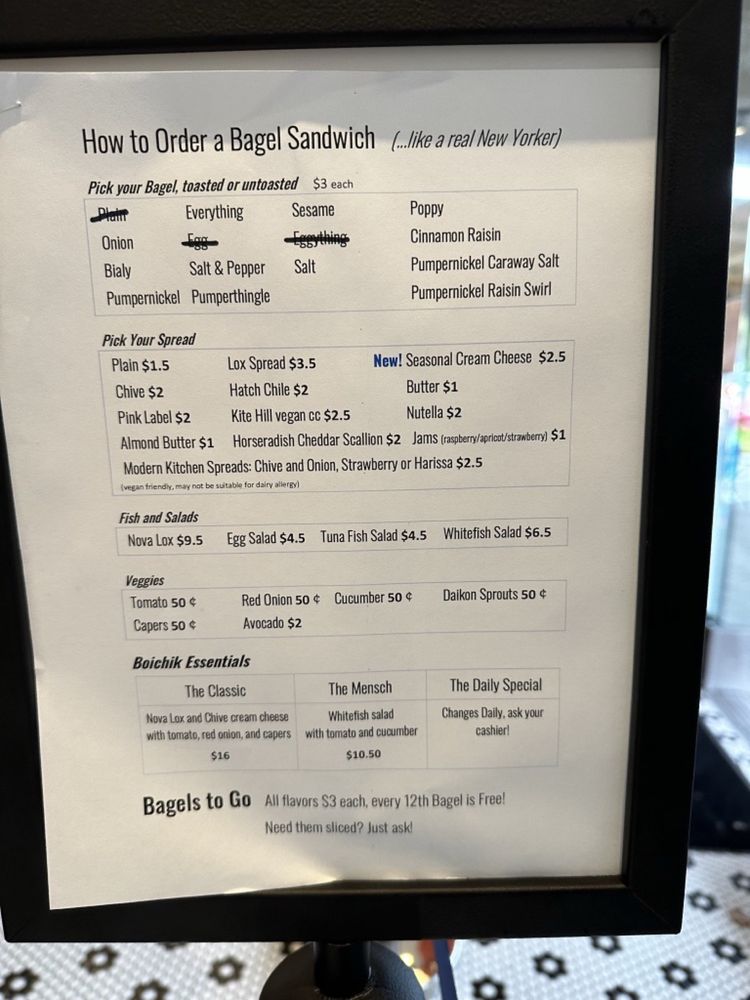 How to Order a Bagel Sandwich (...like a real New Yorker)
Pick your Bagel, toasted or untoasted $3 each
Plain Everything Sesame Poppy
Onion Egg Eggything Cinnamon Raisin
Bialy Salt & Pepper Salt Pumpernickel Caraway Salt
Pumpernickel Pumperthingle Pumpernickel Raisin Swirl
Pick Your Spread
Plain $1.5 Lox Spread $3.5 New! Seasonal Cream Cheese $2.5
Chive $2 Hatch Chile $2 Butter $1
Pink Label $2 Kite Hill vegan cc $2.5 Nutella $2
Almond Butter $1 Horseradish Cheddar Scallion $2 Jams (raspberry/apricot/strawberry) $1
Modern Kitchen Spreads: Chive and Onion, Strawberry or Harissa $2.5
(vegan friendly, may not be suitable for dairy allergy)
Fish and Salads
Nova Lox $9.5 Egg Salad $4.5 Tuna Fish Salad $4.5 Whitefish Salad $6.5
Veggies
Tomato 50 ¢ Red Onion 50 ¢ Cucumber 50 ¢ Daikon Sprouts 50 ¢
Capers 50 ¢ Avocado $2
Boichik Essentials
The Classic The Mensch The Daily Special
Nova Lox and Chive cream cheese Whitefish salad Changes Daily, ask your
with tomato, red onion, and capers with tomato and cucumber cashier!
$16 $10.50
Bagels to Go All flavors $3 each, every 12th Bagel is Free!
Need them sliced? Just ask!